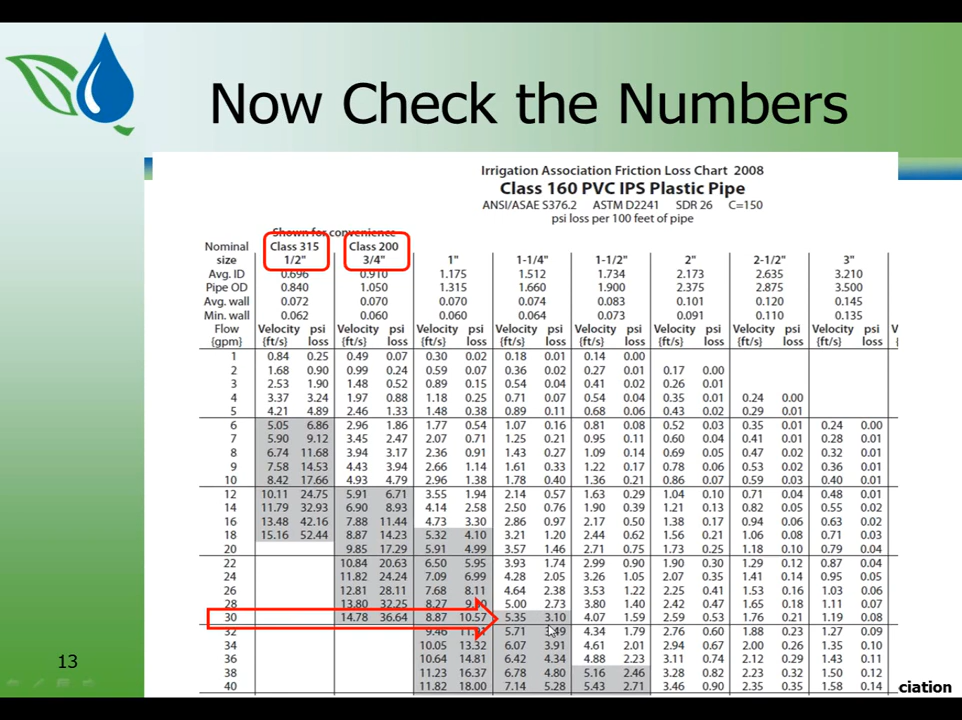 Now Check the Numbers
Irrigation Association Friction Loss Chart 2008
Class 160 PVC IPS Plastic Pipe
ANSI/ASAE S376.2 ASTM D2241 SDR 26 C=150
psi loss per 100 feet of pipe
Shown for convenience
Nominal Class 315 Class 200
size 1/2" 3/4" 1" 1-1/4" 1-1/2" 2" 2-1/2" 3"
Avg. ID 0.696 0.910 1.175 1.512 1.734 2.173 2.635 3.210
Pipe OD 0.840 1.050 1.315 1.660 1.900 2.375 2.875 3.500
Avg. wall 0.072 0.070 0.070 0.074 0.083 0.101 0.120 0.145
Min. wall 0.062 0.060 0.060 0.064 0.073 0.091 0.110 0.135
Flow Velocity psi Velocity psi Velocity psi Velocity psi Velocity psi Velocity psi Velocity psi Velocity psi V
{gpm} {ft/s} loss {ft/s} loss {ft/s} loss {ft/s} loss {ft/s} loss {ft/s} loss {ft/s} loss {ft/s} loss
1 0.84 0.25 0.49 0.07 0.30 0.02 0.18 0.01 0.14 0.00
2 1.68 0.90 0.99 0.24 0.59 0.07 0.36 0.02 0.27 0.01 0.17 0.00
3 2.53 1.90 1.48 0.52 0.89 0.15 0.54 0.04 0.41 0.02 0.26 0.01
4 3.37 3.24 1.97 0.88 1.18 0.25 0.71 0.07 0.54 0.04 0.35 0.01 0.24 0.00
5 4.21 4.89 2.46 1.33 1.48 0.38 0.89 0.11 0.68 0.06 0.43 0.02 0.29 0.01
6 5.05 6.86 2.96 1.86 1.77 0.54 1.07 0.16 0.81 0.08 0.52 0.03 0.35 0.01 0.24 0.00
7 5.90 9.12 3.45 2.47 2.07 0.71 1.25 0.21 0.95 0.11 0.60 0.04 0.41 0.01 0.28 0.01
8 6.74 11.68 3.94 3.17 2.36 0.91 1.43 0.27 1.09 0.14 0.69 0.05 0.47 0.02 0.32 0.01
9 7.58 14.53 4.43 3.94 2.66 1.14 1.61 0.33 1.22 0.17 0.78 0.06 0.53 0.02 0.36 0.01
10 8.42 17.66 4.93 4.79 2.96 1.38 1.78 0.40 1.36 0.21 0.86 0.07 0.59 0.03 0.40 0.01
12 10.11 24.75 5.91 6.71 3.55 1.94 2.14 0.57 1.63 0.29 1.04 0.10 0.71 0.04 0.48 0.01
14 11.79 32.93 6.90 8.93 4.14 2.58 2.50 0.76 1.90 0.39 1.21 0.13 0.82 0.05 0.55 0.02
16 13.48 42.16 7.88 11.44 4.73 3.30 2.86 0.97 2.17 0.50 1.38 0.17 0.94 0.06 0.63 0.02
18 15.16 52.44 8.87 14.23 5.32 4.10 3.21 1.20 2.44 0.62 1.56 0.21 1.06 0.08 0.71 0.03
20 9.85 17.29 5.91 4.99 3.57 1.46 2.71 0.75 1.73 0.25 1.18 0.10 0.79 0.04
22 10.84 20.63 6.50 5.95 3.93 1.74 2.99 0.90 1.90 0.30 1.29 0.12 0.87 0.04
24 11.82 24.24 7.09 6.99 4.28 2.05 3.26 1.05 2.07 0.35 1.41 0.14 0.95 0.05
26 12.81 28.11 7.68 8.11 4.64 2.38 3.53 1.22 2.25 0.41 1.53 0.16 1.03 0.06
28 13.80 32.25 8.27 5.00 2.73 3.80 1.40 2.42 0.47 1.65 0.18 1.11 0.07
30 14.78 36.64 8.87 10.57 5.35 3.10 4.07 1.59 2.59 0.53 1.76 0.21 1.19 0.08
32 9.46 5.71 4.34 1.79 2.76 0.60 1.88 0.23 1.27 0.09
34 10.05 13.32 6.07 3.91 4.61 2.01 2.94 0.67 2.00 0.26 1.35 0.10
36 10.64 14.81 6.42 4.34 4.88 2.23 3.11 0.74 2.12 0.29 1.43 0.11
38 11.23 16.37 6.78 4.80 5.16 2.46 3.28 0.82 2.23 0.32 1.50 0.12
40 11.82 18.00 7.14 5.28 5.43 2.71 3.46 0.90 2.35 0.35 1.58 0.14
13
ciation